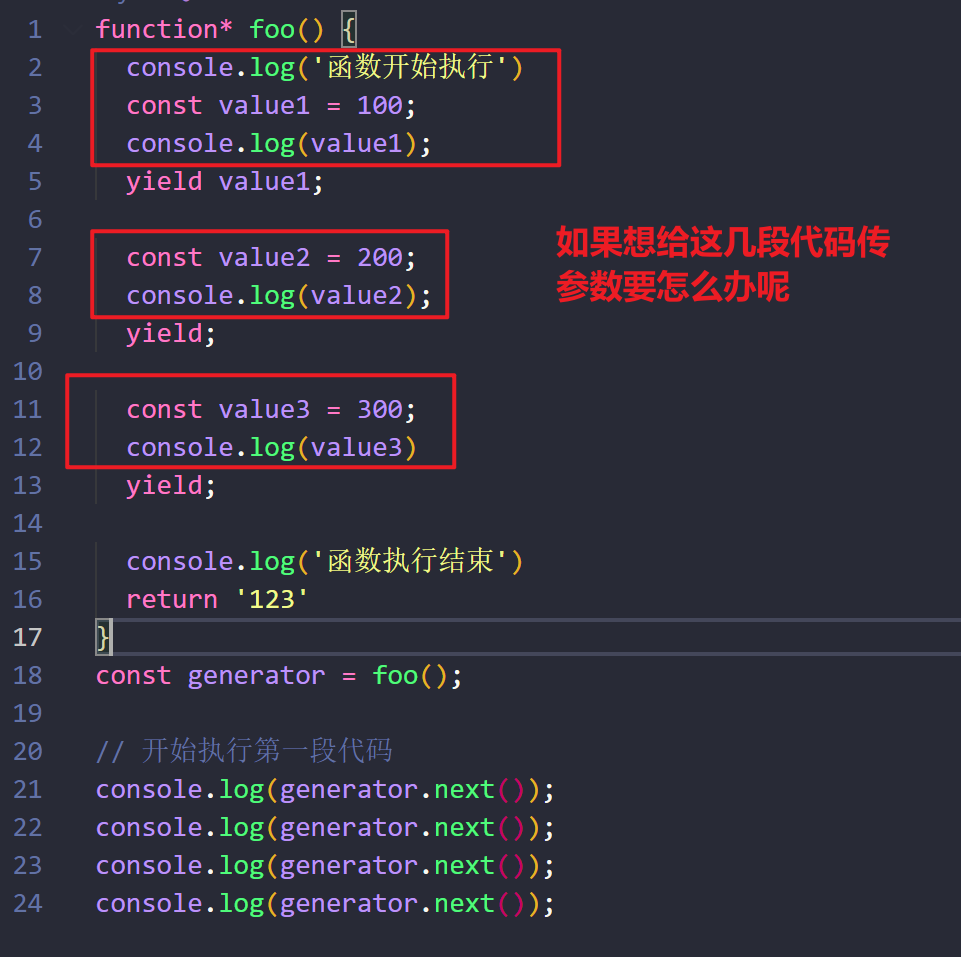 1 function* foo() {
2 console.log('函数开始执行')
3 const value1 = 100;
4 console.log(value1);
5 yield value1;
6
7 const value2 = 200;
8 console.log(value2);
9 yield;
10
11 const value3 = 300;
12 console.log(value3)
13 yield;
14
15 console.log('函数执行结束')
16 return '123'
17 }
18 const generator = foo();
19
20 // 开始执行第一段代码
21 console.log(generator.next());
22 console.log(generator.next());
23 console.log(generator.next());
24 console.log(generator.next());
如果想给这几段代码传
参数要怎么办呢